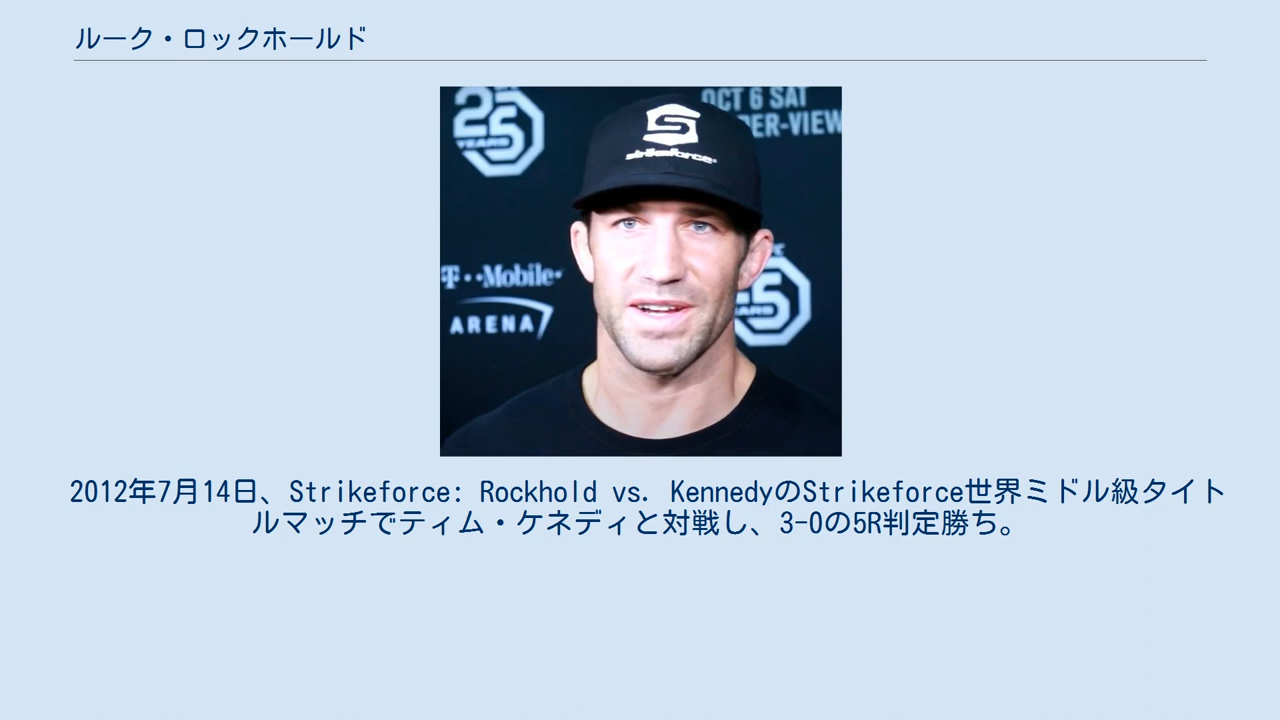 ルーク・ロックホールド
25
YEARS
OCT 6 SAT
ER-VIEW
strikeforce
T··Mobile·
ARENA
2012年7月14日、Strikeforce: Rockhold vs. KennedyのStrikeforce世界ミドル級タイト
ルマッチでティム・ケネディと対戦し、3-0の5R判定勝ち。